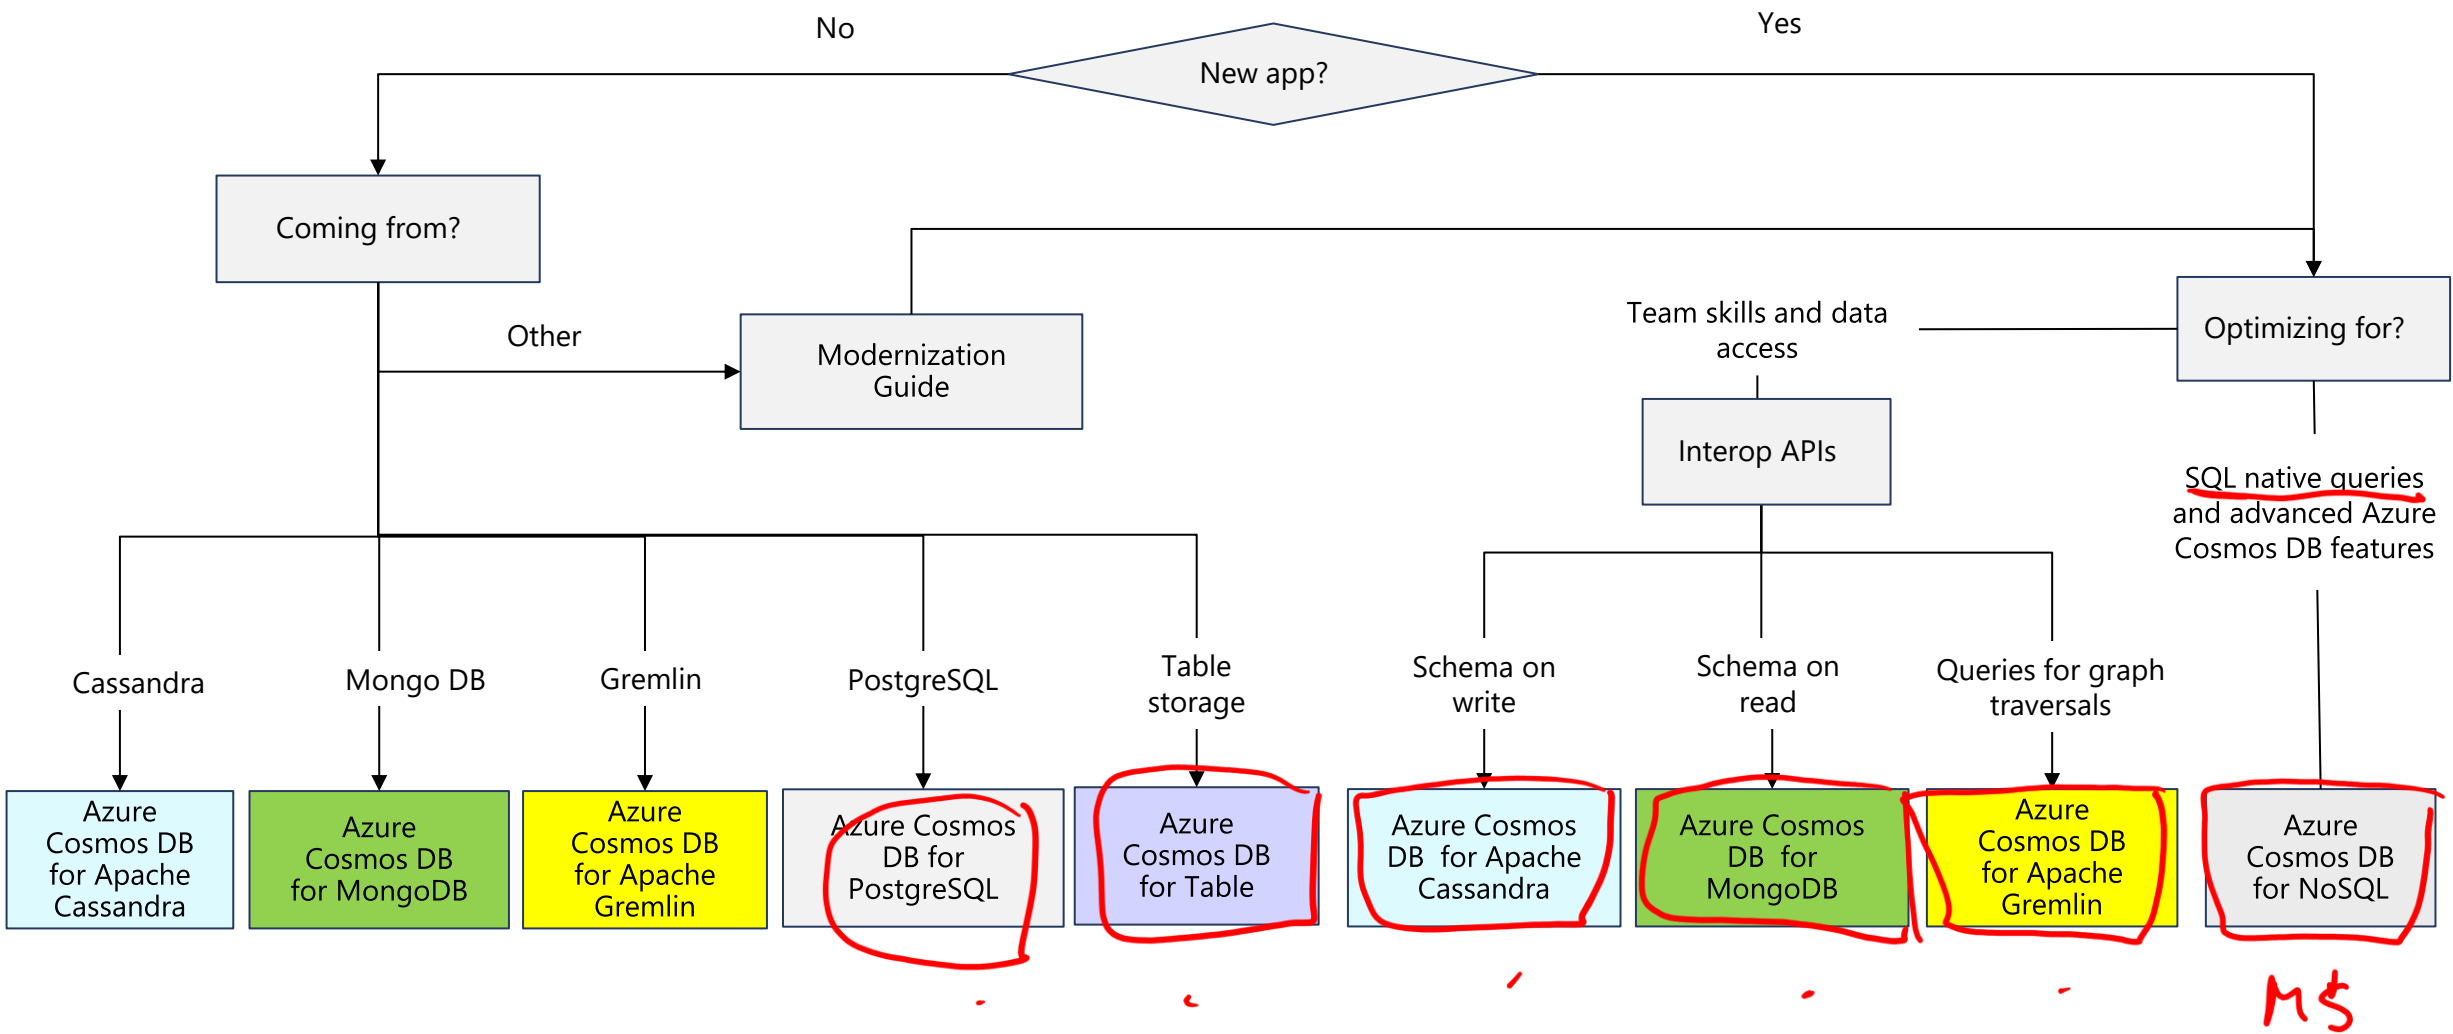 No
Yes
New app?
Coming from?
Other
Modernization
Guide
Team skills and data
access
Optimizing for?
Interop APIs
SQL native queries
and advanced Azure
Cosmos DB features
Cassandra
Mongo DB
Gremlin
PostgreSQL
Table
storage
Schema on
write
Schema on
read
Queries for graph
traversals
Azure
Cosmos DB
for Apache
Cassandra
Azure
Cosmos DB
for MongoDB
Azure
Cosmos DB
for Apache
Gremlin
Azure Cosmos
DB for
PostgreSQL
Azure
Cosmos DB
for Table
Azure Cosmos
DB for Apache
Cassandra
Azure Cosmos
DB for
MongoDB
Azure
Cosmos DB
for Apache
Gremlin
Azure
Cosmos DB
for NoSQL